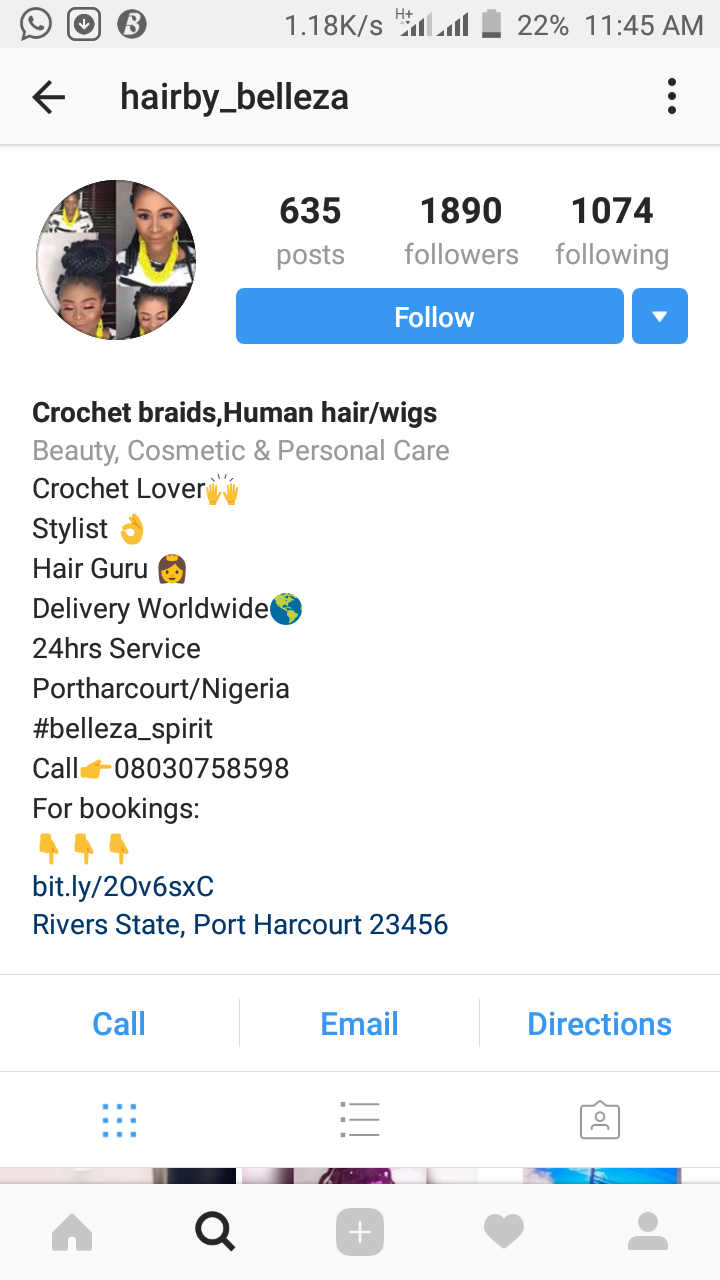 1.18K/s H+ 22% 11:45 AM
hairby_belleza
635 1890 1074
posts followers following
Follow
Crochet braids,Human hair/wigs
Beauty, Cosmetic & Personal Care
Crochet Lover🙌
Stylist 👌
Hair Guru 👸
Delivery Worldwide🌎
24hrs Service
Portharcourt/Nigeria
#belleza_spirit
Call👉08030758598
For bookings:
👇👇👇
bit.ly/2Ov6sxC
Rivers State, Port Harcourt 23456
Call Email Directions